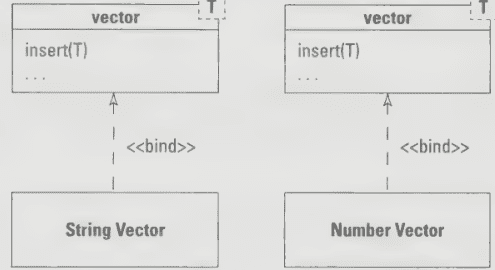 T
vector
insert(T)
...
<<bind>>
String Vector
T
vector
insert(T)
...
<<bind>>
Number Vector